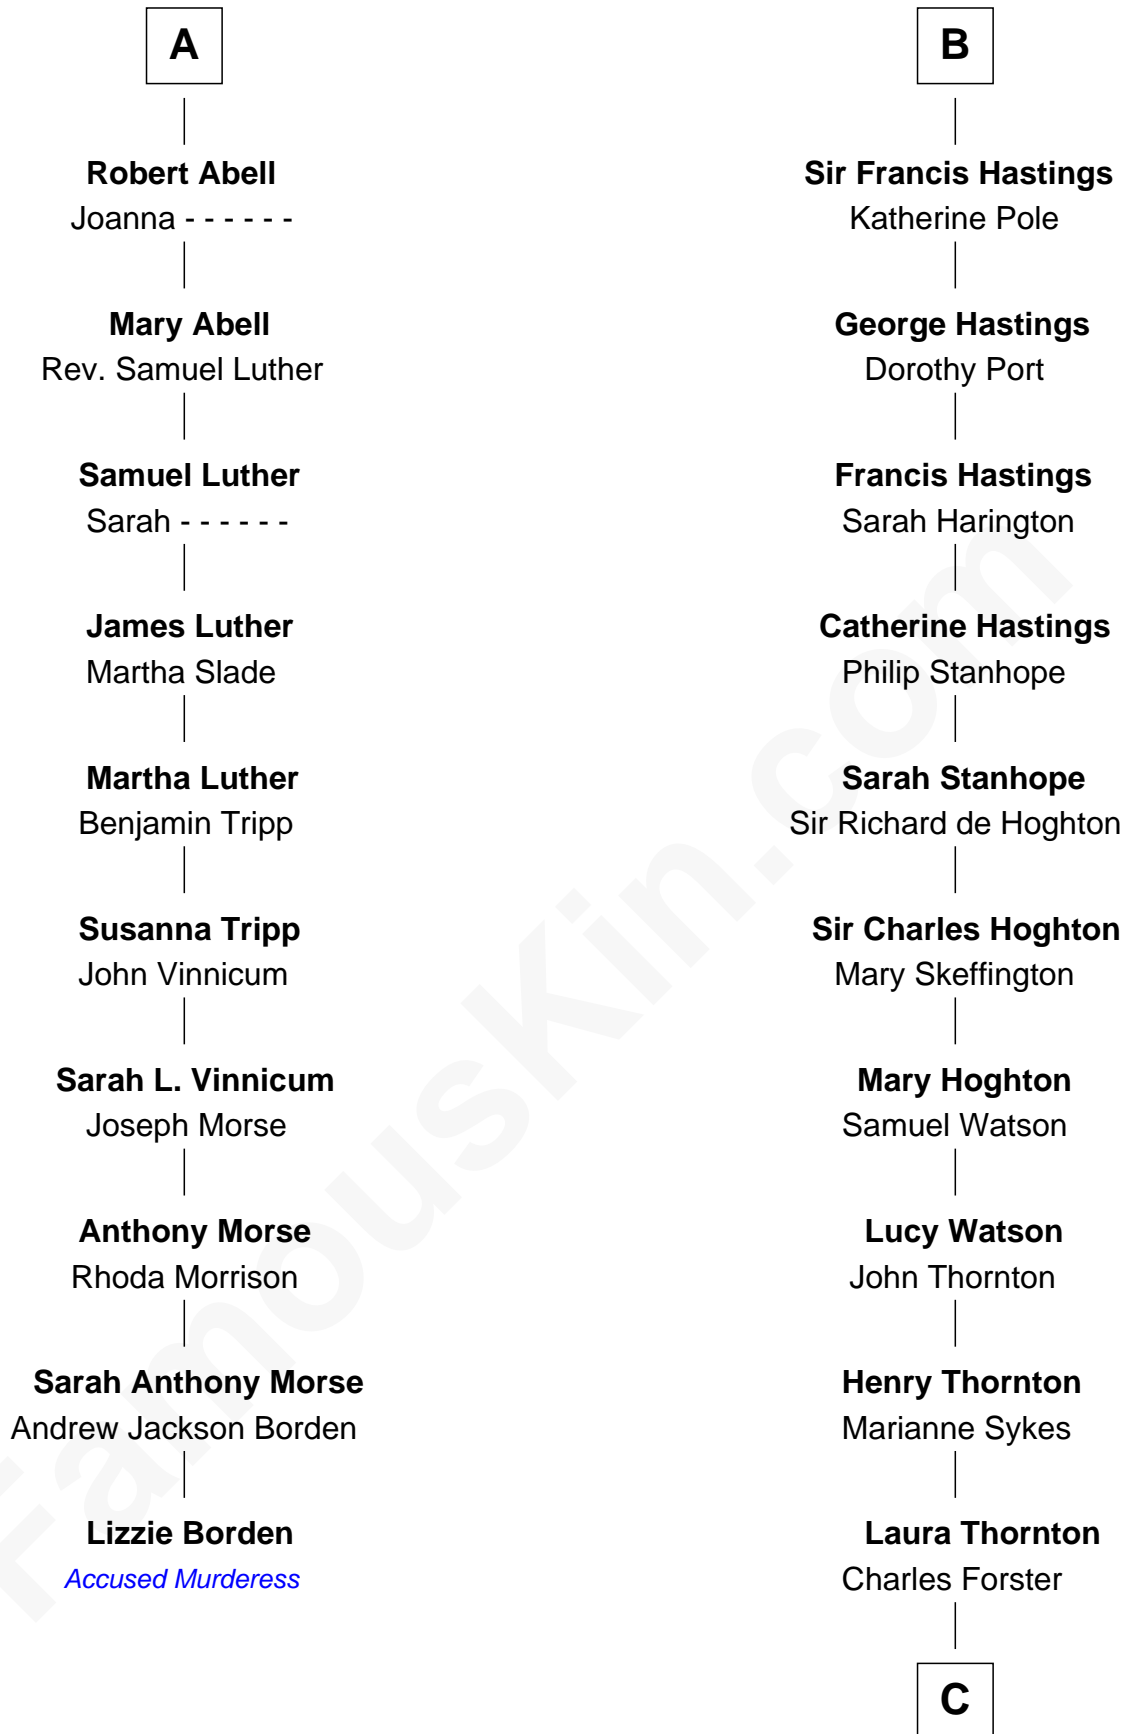 A
Robert Abell
Joanna - - - - - -
Mary Abell
Rev. Samuel Luther
Samuel Luther
Sarah - - - - - -
James Luther
Martha Slade
Martha Luther
Benjamin Tripp
Susanna Tripp
John Vinnicum
Sarah L. Vinnicum
Joseph Morse
Anthony Morse
Rhoda Morrison
Sarah Anthony Morse
Andrew Jackson Borden
Lizzie Borden
Accused Murderess
B
Sir Francis Hastings
Katherine Pole
George Hastings
Dorothy Port
Francis Hastings
Sarah Harington
Catherine Hastings
Philip Stanhope
Sarah Stanhope
Sir Richard de Hoghton
Sir Charles Hoghton
Mary Skeffington
Mary Hoghton
Samuel Watson
Lucy Watson
John Thornton
Henry Thornton
Marianne Sykes
Laura Thornton
Charles Forster
C
FamousKin.com